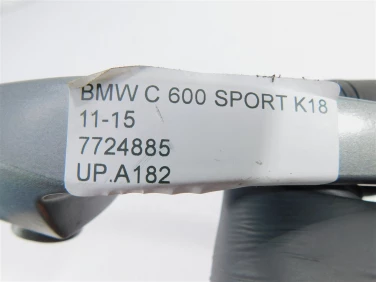 BMW C 600 SPORT K18
11-15
7724885
UP.A182